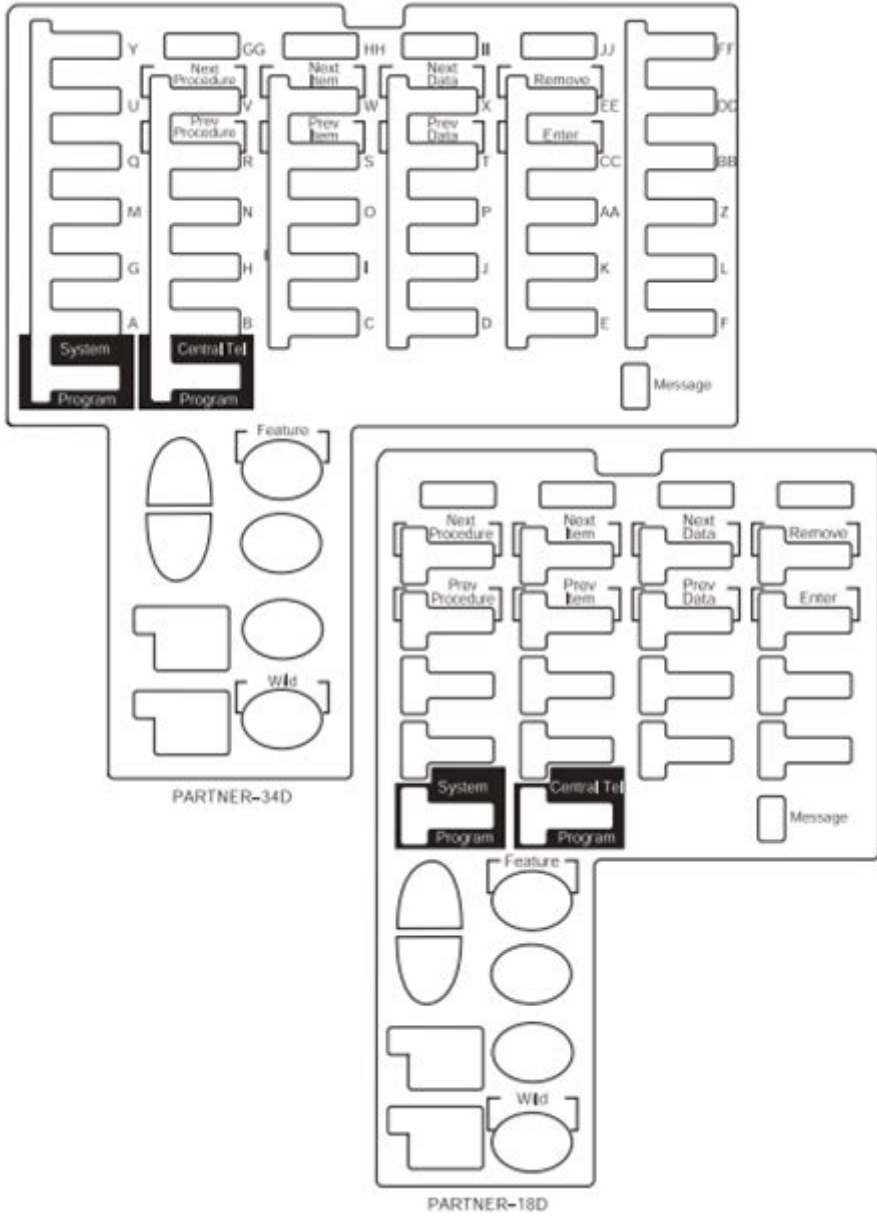 Y GG HH II JJ FF
Next Procedure Next Item Next Data Remove
U V W X EE DD
Prev Procedure Prev Item Prev Data Enter
Q R S T CC BB
M N O P AA Z
G H I J K L
A B C D E F
System Central Tel
Program Program
Message
Feature
Wild
PARTNER-34D
Next Procedure Next Item Next Data Remove
Prev Procedure Prev Item Prev Data Enter
System Central Tel
Program Program
Message
Feature
Wild
PARTNER-18D